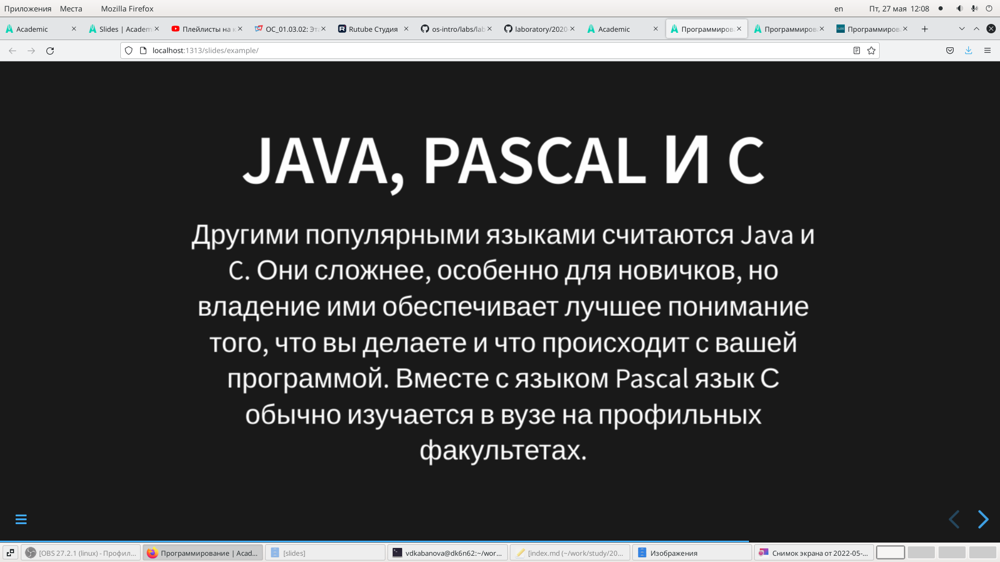 Приложения Места Mozilla Firefox en Пт, 27 мая 12:08
Academic Slides | Academ Плейлисты на к ОС_01.03.02: Эта Rutube Студия os-intro/labs/lab laboratory/2020- Academic Программирова Программирова Программирова
localhost:1313/slides/example/
JAVA, PASCAL И C
Другими популярными языками считаются Java и
C. Они сложнее, особенно для новичков, но
владение ими обеспечивает лучшее понимание
того, что вы делаете и что происходит с вашей
программой. Вместе с языком Pascal язык С
обычно изучается в вузе на профильных
факультетах.
[OBS 27.2.1 (linux) - Профил... Программирование | Acad... [slides] vdkabanova@dk6n62:~/wor... [index.md (~/work/study/20... Изображения Снимок экрана от 2022-05-...